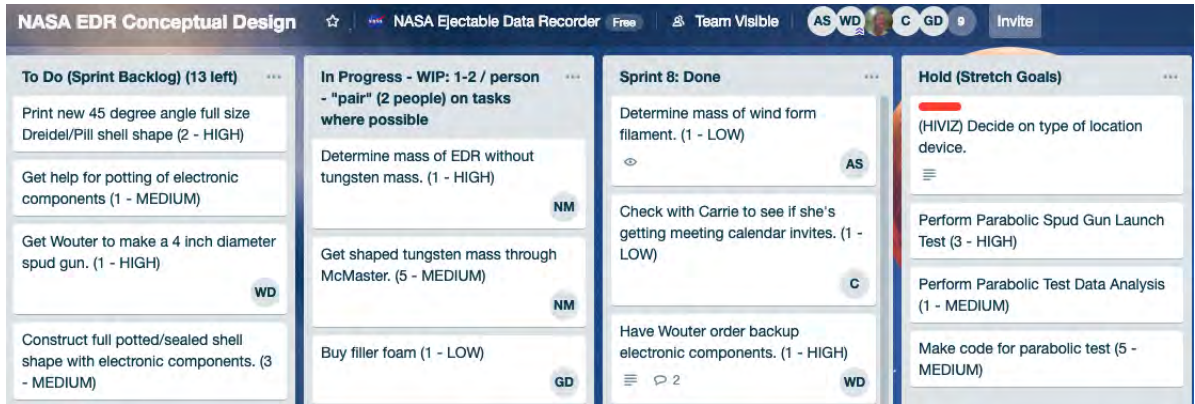 NASA EDR Conceptual Design
NASA Ejectable Data Recorder Free
Team Visible
AS WD C GD 9 Invite
To Do (Sprint Backlog) (13 left)
Print new 45 degree angle full size
Dreidel/Pill shell shape (2 - HIGH)
Get help for potting of electronic
components (1 - MEDIUM)
Get Wouter to make a 4 inch diameter
spud gun. (1 - HIGH)
WD
Construct full potted/sealed shell
shape with electronic components. (3
- MEDIUM)
In Progress - WIP: 1-2 / person
- "pair" (2 people) on tasks
where possible
Determine mass of EDR without
tungsten mass. (1 - HIGH)
NM
Get shaped tungsten mass through
McMaster. (5 - MEDIUM)
NM
Buy filler foam (1 - LOW)
GD
Sprint 8: Done
Determine mass of wind form
filament. (1 - LOW)
AS
Check with Carrie to see if she's
getting meeting calendar invites. (1 -
LOW)
C
Have Wouter order backup
electronic components. (1 - HIGH)
2
WD
Hold (Stretch Goals)
(HIVIZ) Decide on type of location
device.
Perform Parabolic Spud Gun Launch
Test (3 - HIGH)
Perform Parabolic Test Data Analysis
(1 - MEDIUM)
Make code for parabolic test (5 -
MEDIUM)